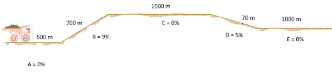 1500 m
700 m
C = 0%
70 m
1000 m
500 m
B = 9%
D = 5%
E = 0%
A = 0%